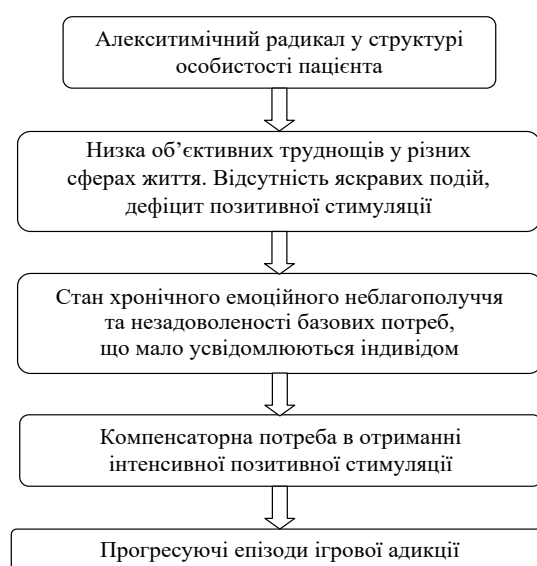 Алекситимічний радикал у структурі
особистості пацієнта
Низка об’єктивних труднощів у різних
сферах життя. Відсутність яскравих подій,
дефіцит позитивної стимуляції
Стан хронічного емоційного неблагополуччя
та незадоволеності базових потреб,
що мало усвідомлюються індивідом
Компенсаторна потреба в отриманні
інтенсивної позитивної стимуляції
Прогресуючі епізоди ігрової адикції